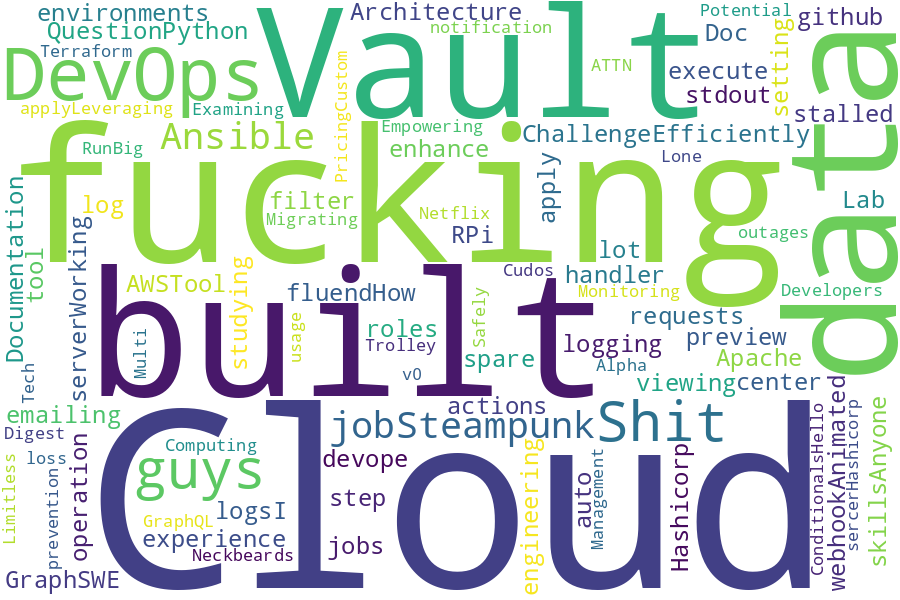 environments
Architecture
Potential
QuestionPython
notification
Doc
github
Terraform
DevOps
Vault
ATTN
execute
setting
data
applyLeveraging
Examining
stdout
stalled
PricingCustom
RunBig
Ansible
Empowering
ChallengeEfficiently
fucking
enhance
Lone
apply
log
filter
Migrating
Netflix
RPi
Lab
Documentation
tool
serverWorking
lot
outages
AWSTool
studying
built
Cudos
handler
fluendHow
Monitoring
Developers
usage
Safely
roles
requests
Multi
Trolley
logging
preview
spare
Apache
Tech
v0
Alpha
viewing
center
emailing
actions
jobSteampunk
Shit
Digest
Computing
Cloud
guys
devope
loss
operation
Limitless
prevention
step
engineering
auto
Management
Hashicorp
ConditionalsHello
webhookAnimated
sercerHashicorp
skillsAnyone
logsI
GraphQL
experience
Neckbeards
jobs
GraphSWE